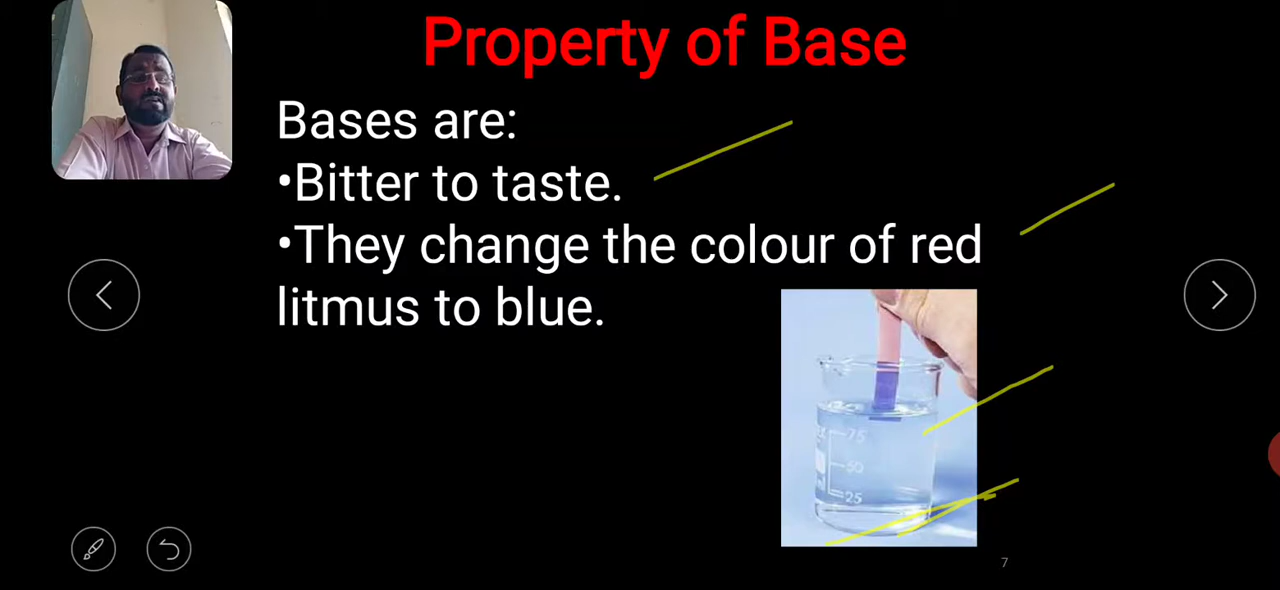 Property of Base
Bases are:
•Bitter to taste.
•They change the colour of red
litmus to blue.
75
50
25
7